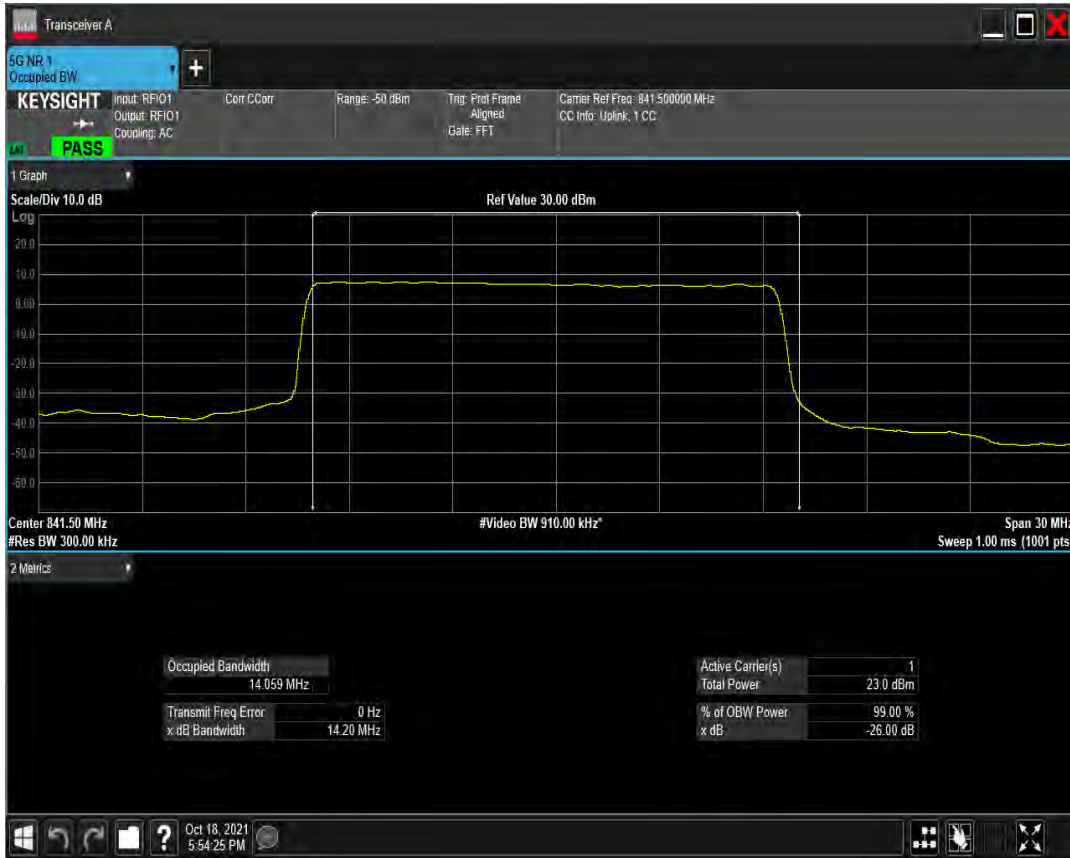 Transceiver A
5G NR 1
Occupied BW
KEYSIGHT
Input: RFIO1
Output: RFIO1
Coupling: AC
Corr CCorr
Range: -50 dBm
Trig: Prot Frame
Aligned
Gate: FFT
Carrier Ref Freq: 841.500000 MHz
CC Info: Uplink, 1 CC
PASS
1 Graph
Scale/Div 10.0 dB
Ref Value 30.00 dBm
Log
20.0
10.0
0.00
-10.0
-20.0
-30.0
-40.0
-50.0
-60.0
Center 841.50 MHz
#Video BW 910.00 kHz*
Span 30 MHz
#Res BW 300.00 kHz
Sweep 1.00 ms (1001 pts
2 Metrics
Occupied Bandwidth
14.059 MHz
Transmit Freq Error 0 Hz
x dB Bandwidth 14.20 MHz
Active Carrier(s) 1
Total Power 23.0 dBm
% of OBW Power 99.00 %
x dB -26.00 dB
?
Oct 18, 2021
5:54:25 PM